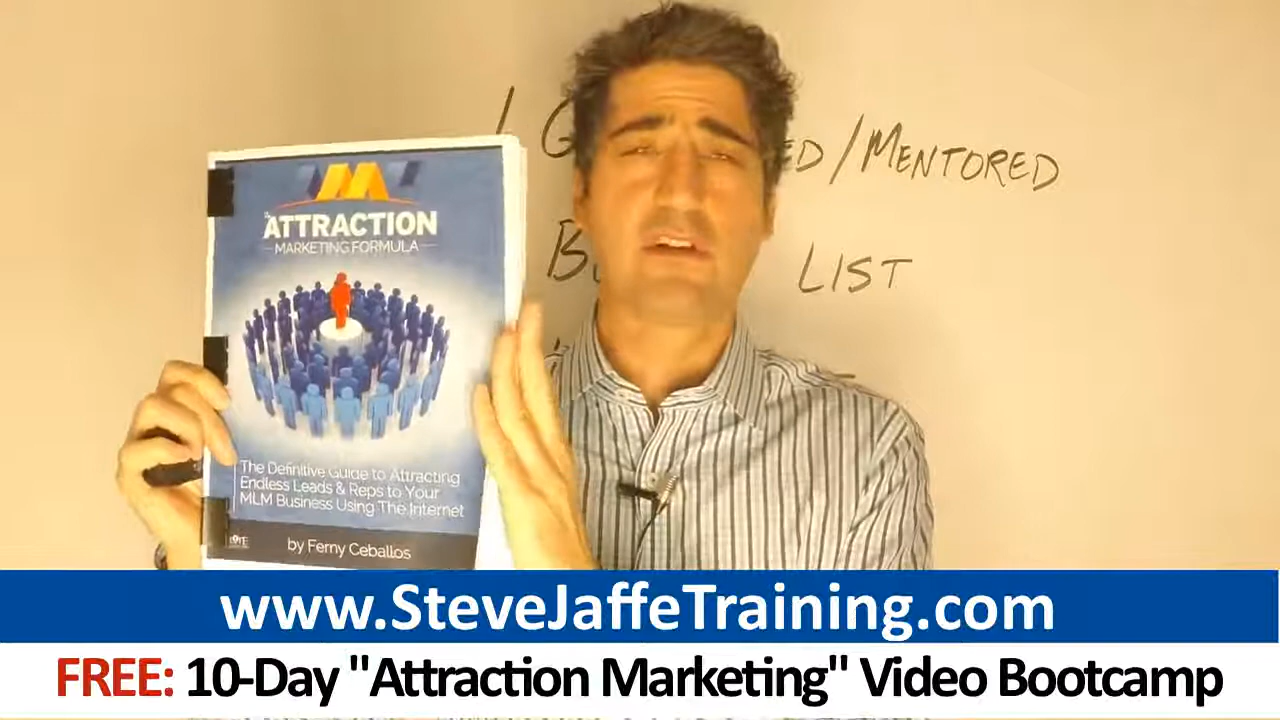 /MENTORED
LIST
The
ATTRACTION
MARKETING FORMULA
The Definitive Guide to Attracting
Endless Leads & Reps to Your
MLM Business Using The Internet
by Ferny Ceballos
www.SteveJaffeTraining.com
FREE: 10-Day "Attraction Marketing" Video Bootcamp